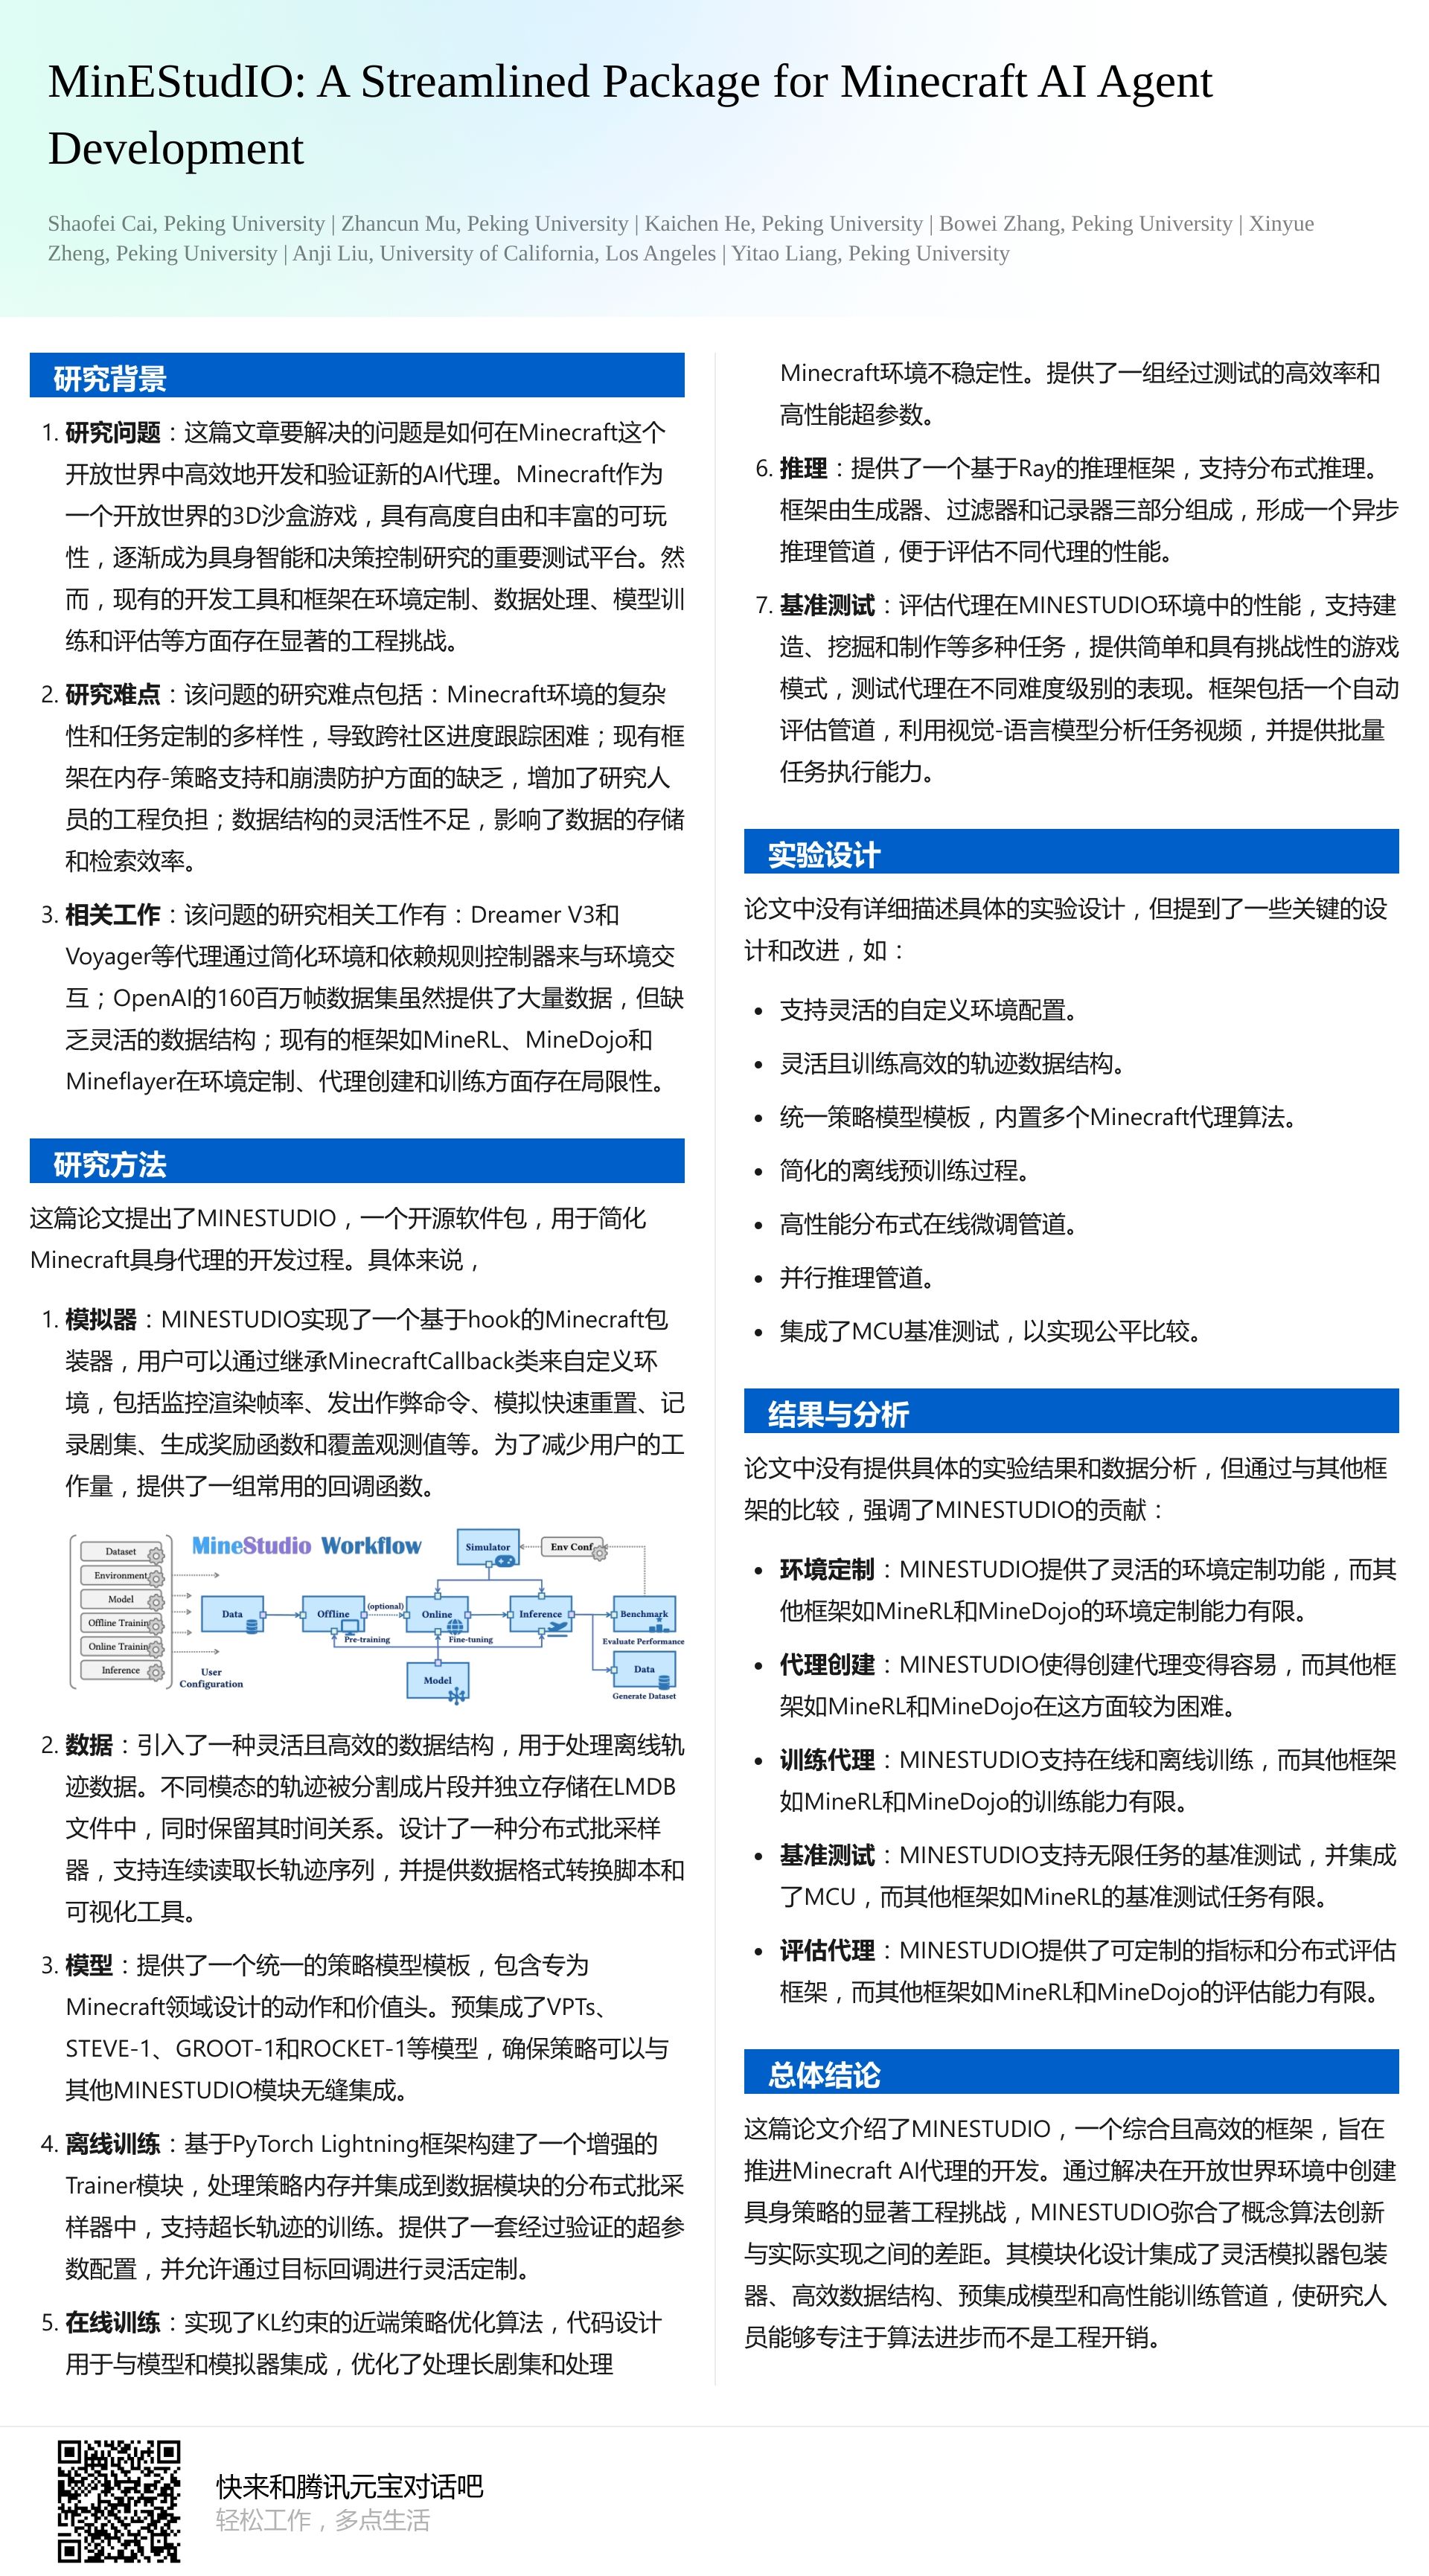 MinEStudIO: A Streamlined Package for Minecraft AI Agent
Development
Shaofei Cai, Peking University | Zhancun Mu, Peking University | Kaichen He, Peking University | Bowei Zhang, Peking University | Xinyue
Zheng, Peking University | Anji Liu, University of California, Los Angeles | Yitao Liang, Peking University
研究背景
1. 研究问题：这篇文章要解决的问题是如何在Minecraft这个
开放世界中高效地开发和验证新的AI代理。Minecraft作为
一个开放世界的3D沙盒游戏，具有高度自由和丰富的可玩
性，逐渐成为具身智能和决策控制研究的重要测试平台。然
而，现有的开发工具和框架在环境定制、数据处理、模型训
练和评估等方面存在显著的工程挑战。
2. 研究难点：该问题的研究难点包括：Minecraft环境的复杂
性和任务定制的多样性，导致跨社区进度跟踪困难；现有框
架在内存-策略支持和崩溃防护方面的缺乏，增加了研究人
员的工程负担；数据结构的灵活性不足，影响了数据的存储
和检索效率。
3. 相关工作：该问题的研究相关工作有：Dreamer V3和
Voyager等代理通过简化环境和依赖规则控制器来与环境交
互；OpenAI的160百万帧数据集虽然提供了大量数据，但缺
乏灵活的数据结构；现有的框架如MineRL、MineDojo和
Mineflayer在环境定制、代理创建和训练方面存在局限性。
研究方法
这篇论文提出了MINESTUDIO，一个开源软件包，用于简化
Minecraft具身代理的开发过程。具体来说，
1. 模拟器：MINESTUDIO实现了一个基于hook的Minecraft包
装器，用户可以通过继承MinecraftCallback类来自定义环
境，包括监控渲染帧率、发出作弊命令、模拟快速重置、记
录剧集、生成奖励函数和覆盖观测值等。为了减少用户的工
作量，提供了一组常用的回调函数。
MineStudio Workflow
Dataset
Environment
Model
Offline Training
Online Training
Inference
User
Configuration
Data
Offline
Pre-training
(optional)
Online
Fine-tuning
Simulator
Env Conf
Inference
Model
Benchmark
Evaluate Performance
Data
Generate Dataset
2. 数据：引入了一种灵活且高效的数据结构，用于处理离线轨
迹数据。不同模态的轨迹被分割成片段并独立存储在LMDB
文件中，同时保留其时间关系。设计了一种分布式批采样
器，支持连续读取长轨迹序列，并提供数据格式转换脚本和
可视化工具。
3. 模型：提供了一个统一的策略模型模板，包含专为
Minecraft领域设计的动作和价值头。预集成了VPTs、
STEVE-1、GROOT-1和ROCKET-1等模型，确保策略可以与
其他MINESTUDIO模块无缝集成。
4. 离线训练：基于PyTorch Lightning框架构建了一个增强的
Trainer模块，处理策略内存并集成到数据模块的分布式批采
样器中，支持超长轨迹的训练。提供了一套经过验证的超参
数配置，并允许通过目标回调进行灵活定制。
5. 在线训练：实现了KL约束的近端策略优化算法，代码设计
用于与模型和模拟器集成，优化了处理长剧集和处理
Minecraft环境不稳定性。提供了一组经过测试的高效率和
高性能超参数。
6. 推理：提供了一个基于Ray的推理框架，支持分布式推理。
框架由生成器、过滤器和记录器三部分组成，形成一个异步
推理管道，便于评估不同代理的性能。
7. 基准测试：评估代理在MINESTUDIO环境中的性能，支持建
造、挖掘和制作等多种任务，提供简单和具有挑战性的游戏
模式，测试代理在不同难度级别的表现。框架包括一个自动
评估管道，利用视觉-语言模型分析任务视频，并提供批量
任务执行能力。
实验设计
论文中没有详细描述具体的实验设计，但提到了一些关键的设
计和改进，如：
• 支持灵活的自定义环境配置。
• 灵活且训练高效的轨迹数据结构。
• 统一策略模型模板，内置多个Minecraft代理算法。
• 简化的离线预训练过程。
• 高性能分布式在线微调管道。
• 并行推理管道。
• 集成了MCU基准测试，以实现公平比较。
结果与分析
论文中没有提供具体的实验结果和数据分析，但通过与其他框
架的比较，强调了MINESTUDIO的贡献：
• 环境定制：MINESTUDIO提供了灵活的环境定制功能，而其
他框架如MineRL和MineDojo的环境定制能力有限。
• 代理创建：MINESTUDIO使得创建代理变得容易，而其他框
架如MineRL和MineDojo在这方面较为困难。
• 训练代理：MINESTUDIO支持在线和离线训练，而其他框架
如MineRL和MineDojo的训练能力有限。
• 基准测试：MINESTUDIO支持无限任务的基准测试，并集成
了MCU，而其他框架如MineRL的基准测试任务有限。
• 评估代理：MINESTUDIO提供了可定制的指标和分布式评估
框架，而其他框架如MineRL和MineDojo的评估能力有限。
总体结论
这篇论文介绍了MINESTUDIO，一个综合且高效的框架，旨在
推进Minecraft AI代理的开发。通过解决在开放世界环境中创建
具身策略的显著工程挑战，MINESTUDIO弥合了概念算法创新
与实际实现之间的差距。其模块化设计集成了灵活模拟器包装
器、高效数据结构、预集成模型和高性能训练管道，使研究人
员能够专注于算法进步而不是工程开销。
快来和腾讯元宝对话吧
轻松工作，多点生活